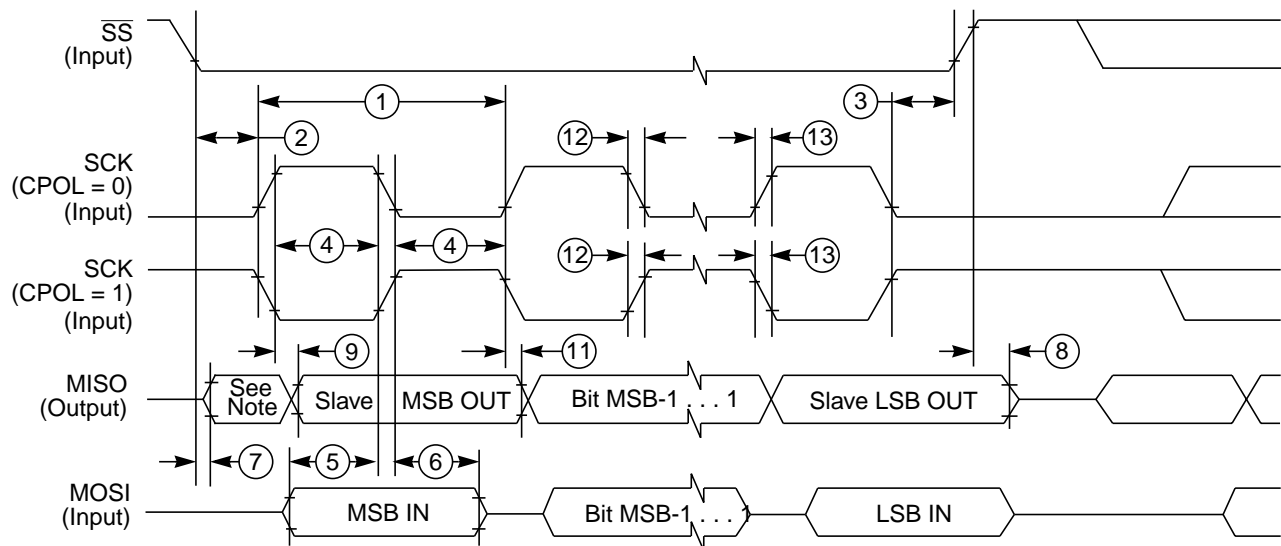 SS
(Input)
1
3
2
12
13
SCK
(CPOL = 0)
(Input)
4
4
SCK
(CPOL = 1)
(Input)
12
13
9
11
8
MISO
(Output)
See
Note
Slave
MSB OUT
Bit MSB-1 . . . 1
Slave LSB OUT
7
5
6
MOSI
(Input)
MSB IN
Bit MSB-1 . . . 1
LSB IN